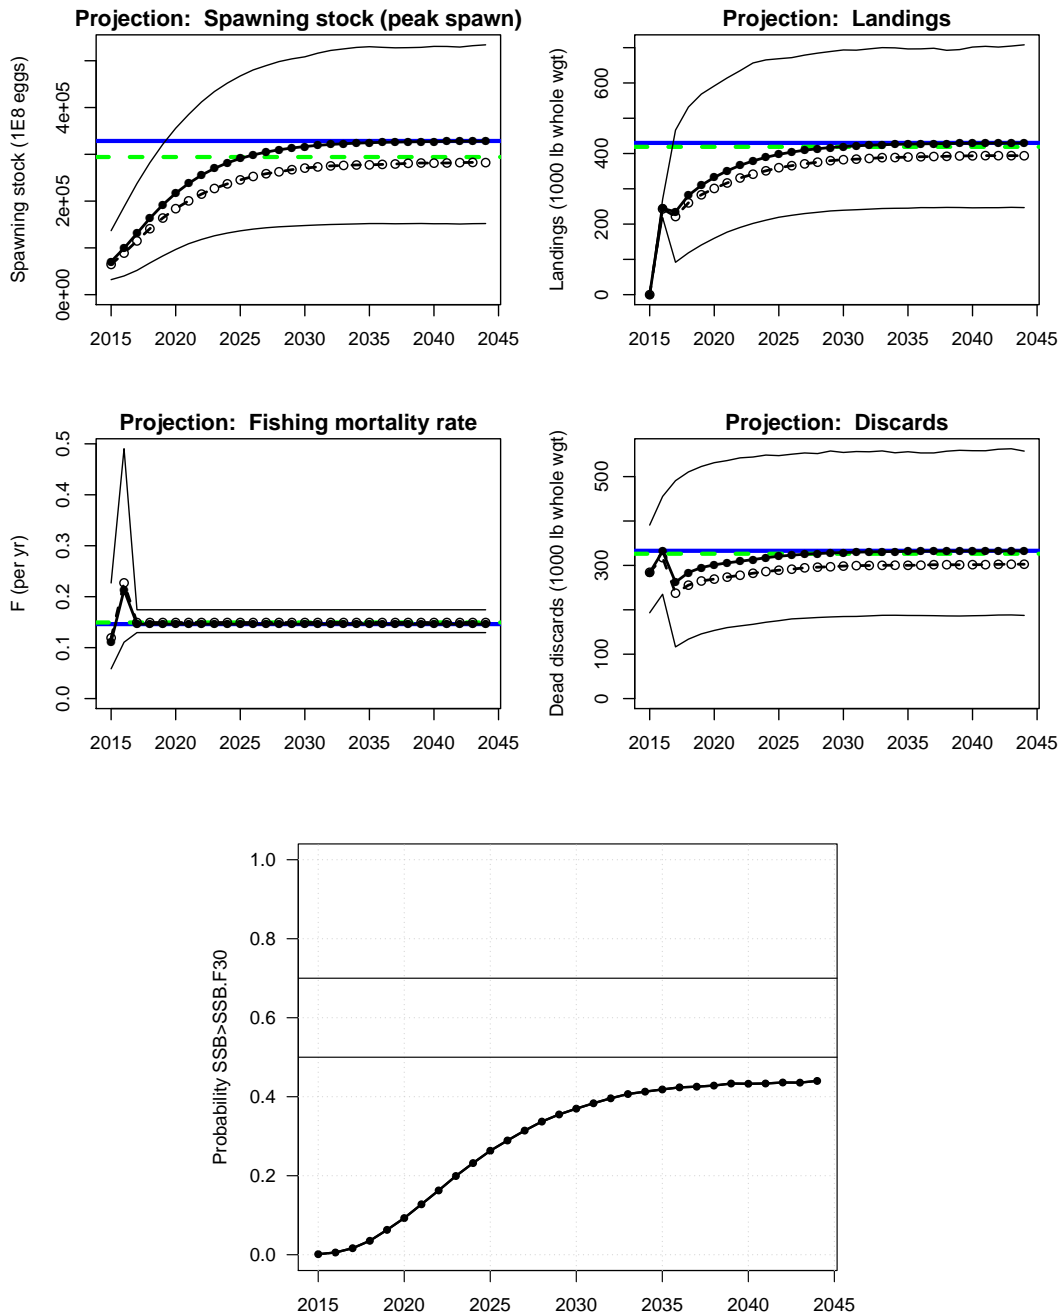 Projection: Spawning stock (peak spawn)
Spawning stock (1E8 eggs)
0e+00 2e+05 4e+05
2015 2020 2025 2030 2035 2040 2045
Projection: Landings
Landings (1000 lb whole wgt)
0 200 400 600
2015 2020 2025 2030 2035 2040 2045
Projection: Fishing mortality rate
F (per yr)
0.0 0.1 0.2 0.3 0.4 0.5
2015 2020 2025 2030 2035 2040 2045
Projection: Discards
Dead discards (1000 lb whole wgt)
0 100 300 500
2015 2020 2025 2030 2035 2040 2045
Probability SSB>SSB.F30
1.0
0.8
0.6
0.4
0.2
0.0
2015 2020 2025 2030 2035 2040 2045